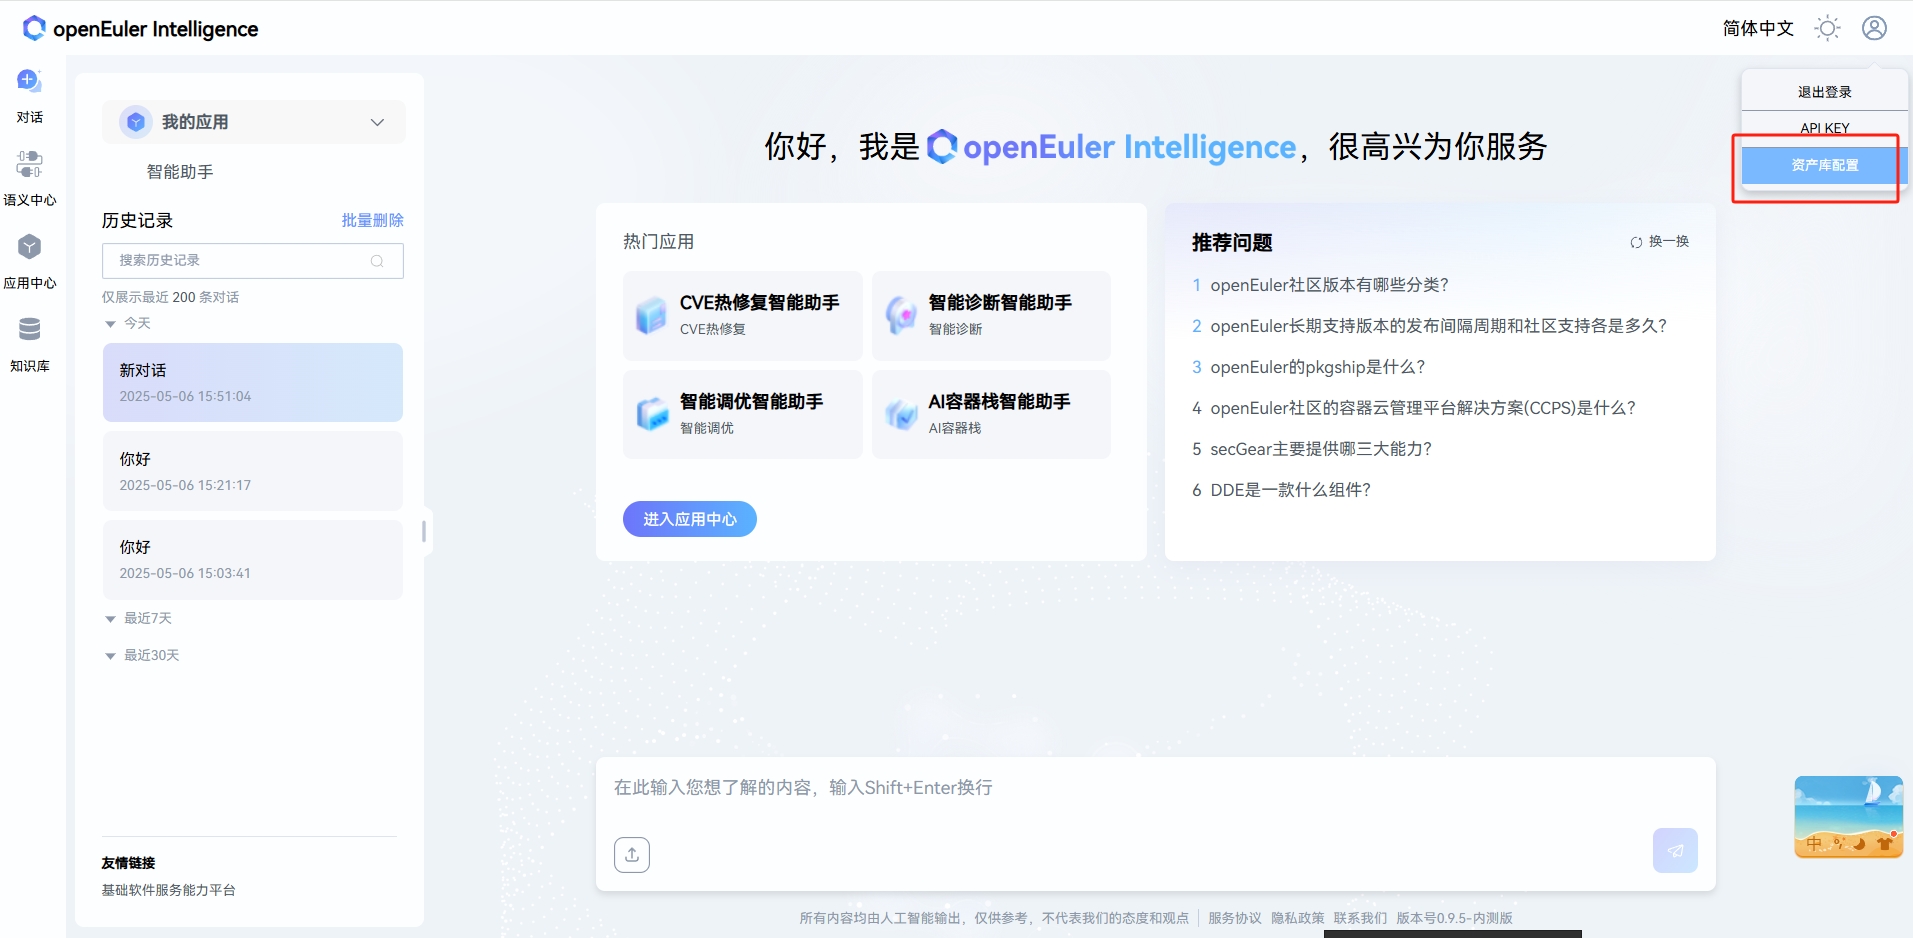 openEuler Intelligence
简体中文
对话
语义中心
应用中心
知识库
我的应用
智能助手
历史记录
批量删除
搜索历史记录
仅展示最近 200 条对话
今天
新对话
2025-05-06 15:51:04
你好
2025-05-06 15:21:17
你好
2025-05-06 15:03:41
最近7天
最近30天
友情链接
基础软件服务能力平台
你好，我是 openEuler Intelligence，很高兴为你服务
热门应用
CVE热修复智能助手
CVE热修复
智能诊断智能助手
智能诊断
智能调优智能助手
智能调优
AI容器栈智能助手
AI容器栈
进入应用中心
推荐问题
换一换
1 openEuler社区版本有哪些分类？
2 openEuler长期支持版本的发布间隔周期和社区支持各是多久？
3 openEuler的pkgship是什么？
4 openEuler社区的容器云管理平台解决方案(CCPS)是什么？
5 secGear主要提供哪三大能力？
6 DDE是一款什么组件？
退出登录
API KEY
资产库配置
在此输入您想了解的内容，输入Shift+Enter换行
中
所有内容均由人工智能输出，仅供参考，不代表我们的态度和观点 服务协议 隐私政策 联系我们 版本号0.9.5-内测版